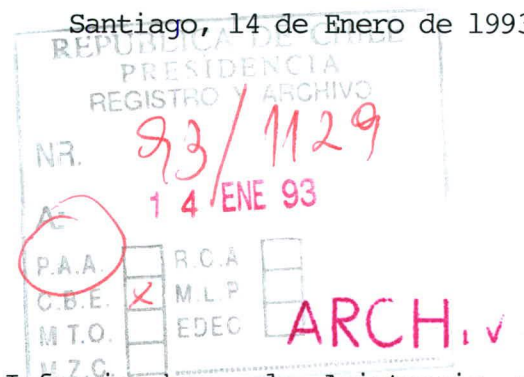 Santiago, 14 de Enero de 1993
REPUBLICA DE CHILE
PRESIDENCIA
REGISTRO Y ARCHIVO
NR. 93/1129
A: 14 ENE 93
P.A.A. R.C.A
C.B.E. X M.L.P
M T.O. EDEC ARCH.
M Z.C.